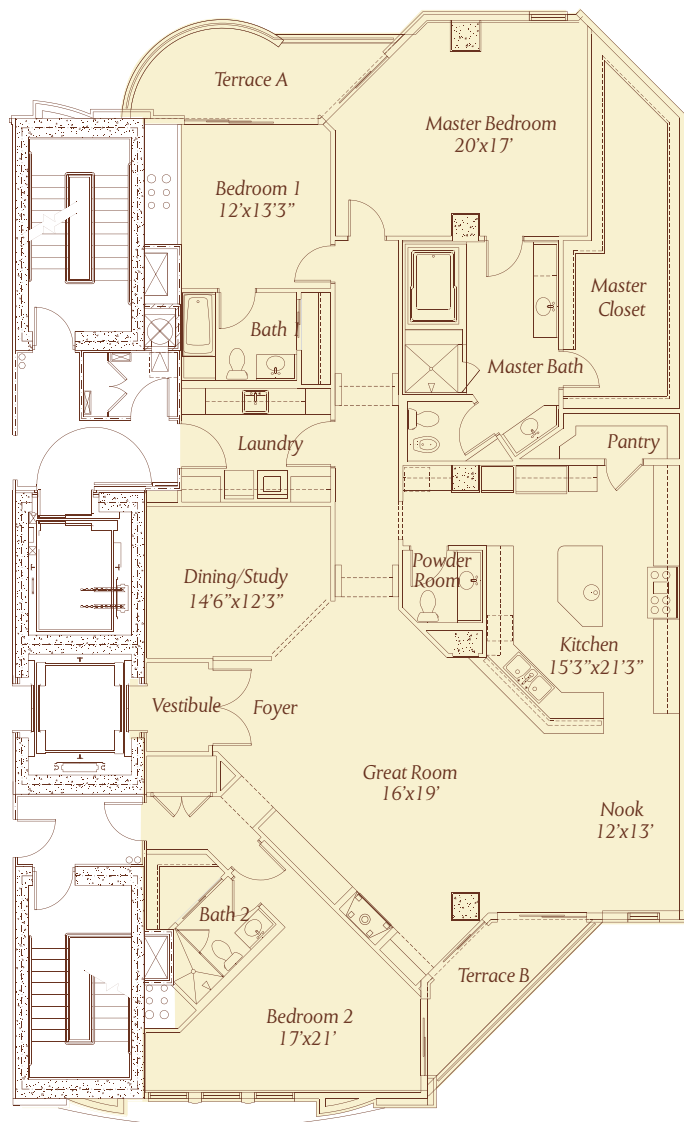 Terrace A
Master Bedroom
20’x17’
Bedroom 1
12’x13’3”
Master
Closet
Bath
Master Bath
Laundry
Pantry
Powder
Room
Dining/Study
14’6”x12’3”
Kitchen
15’3”x21’3”
Vestibule
Foyer
Great Room
16’x19’
Nook
12’x13’
Bath 2
Terrace B
Bedroom 2
17’x21’